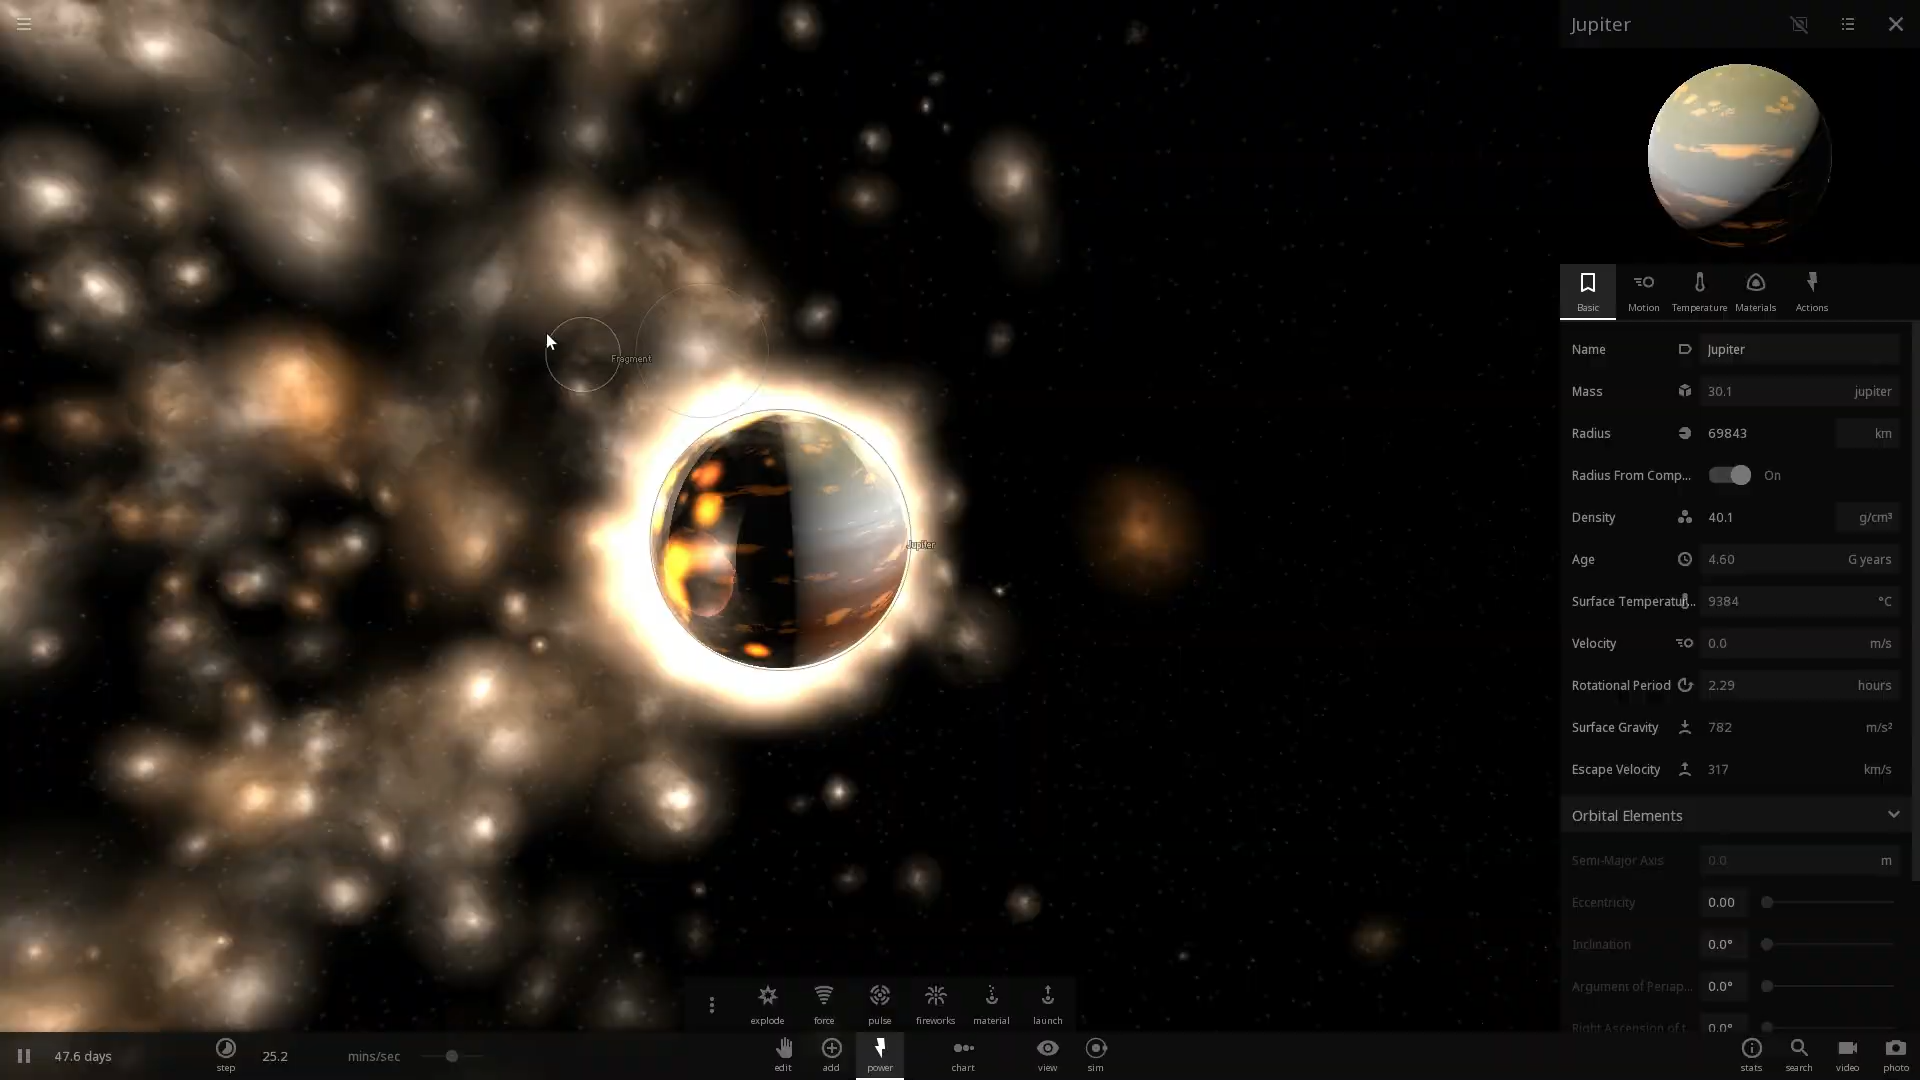 Jupiter
Basic
Motion
Temperature
Materials
Actions
Name Jupiter
Mass 30.1 jupiter
Radius 69843 km
Radius From Comp... On
Density 40.1 g/cm³
Age 4.60 G years
Surface Temperatur... 9384 °C
Velocity 0.0 m/s
Rotational Period 2.29 hours
Surface Gravity 782 m/s²
Escape Velocity 317 km/s
Orbital Elements
Semi-Major Axis 0.0 m
Eccentricity 0.00
Inclination 0.0°
Argument of Periap... 0.0°
Right Ascension of t... 0.0°
Fragment
Jupiter
explode
force
pulse
fireworks
material
launch
47.6 days
step
25.2 mins/sec
edit
add
power
chart
view
sim
stats
search
video
photo